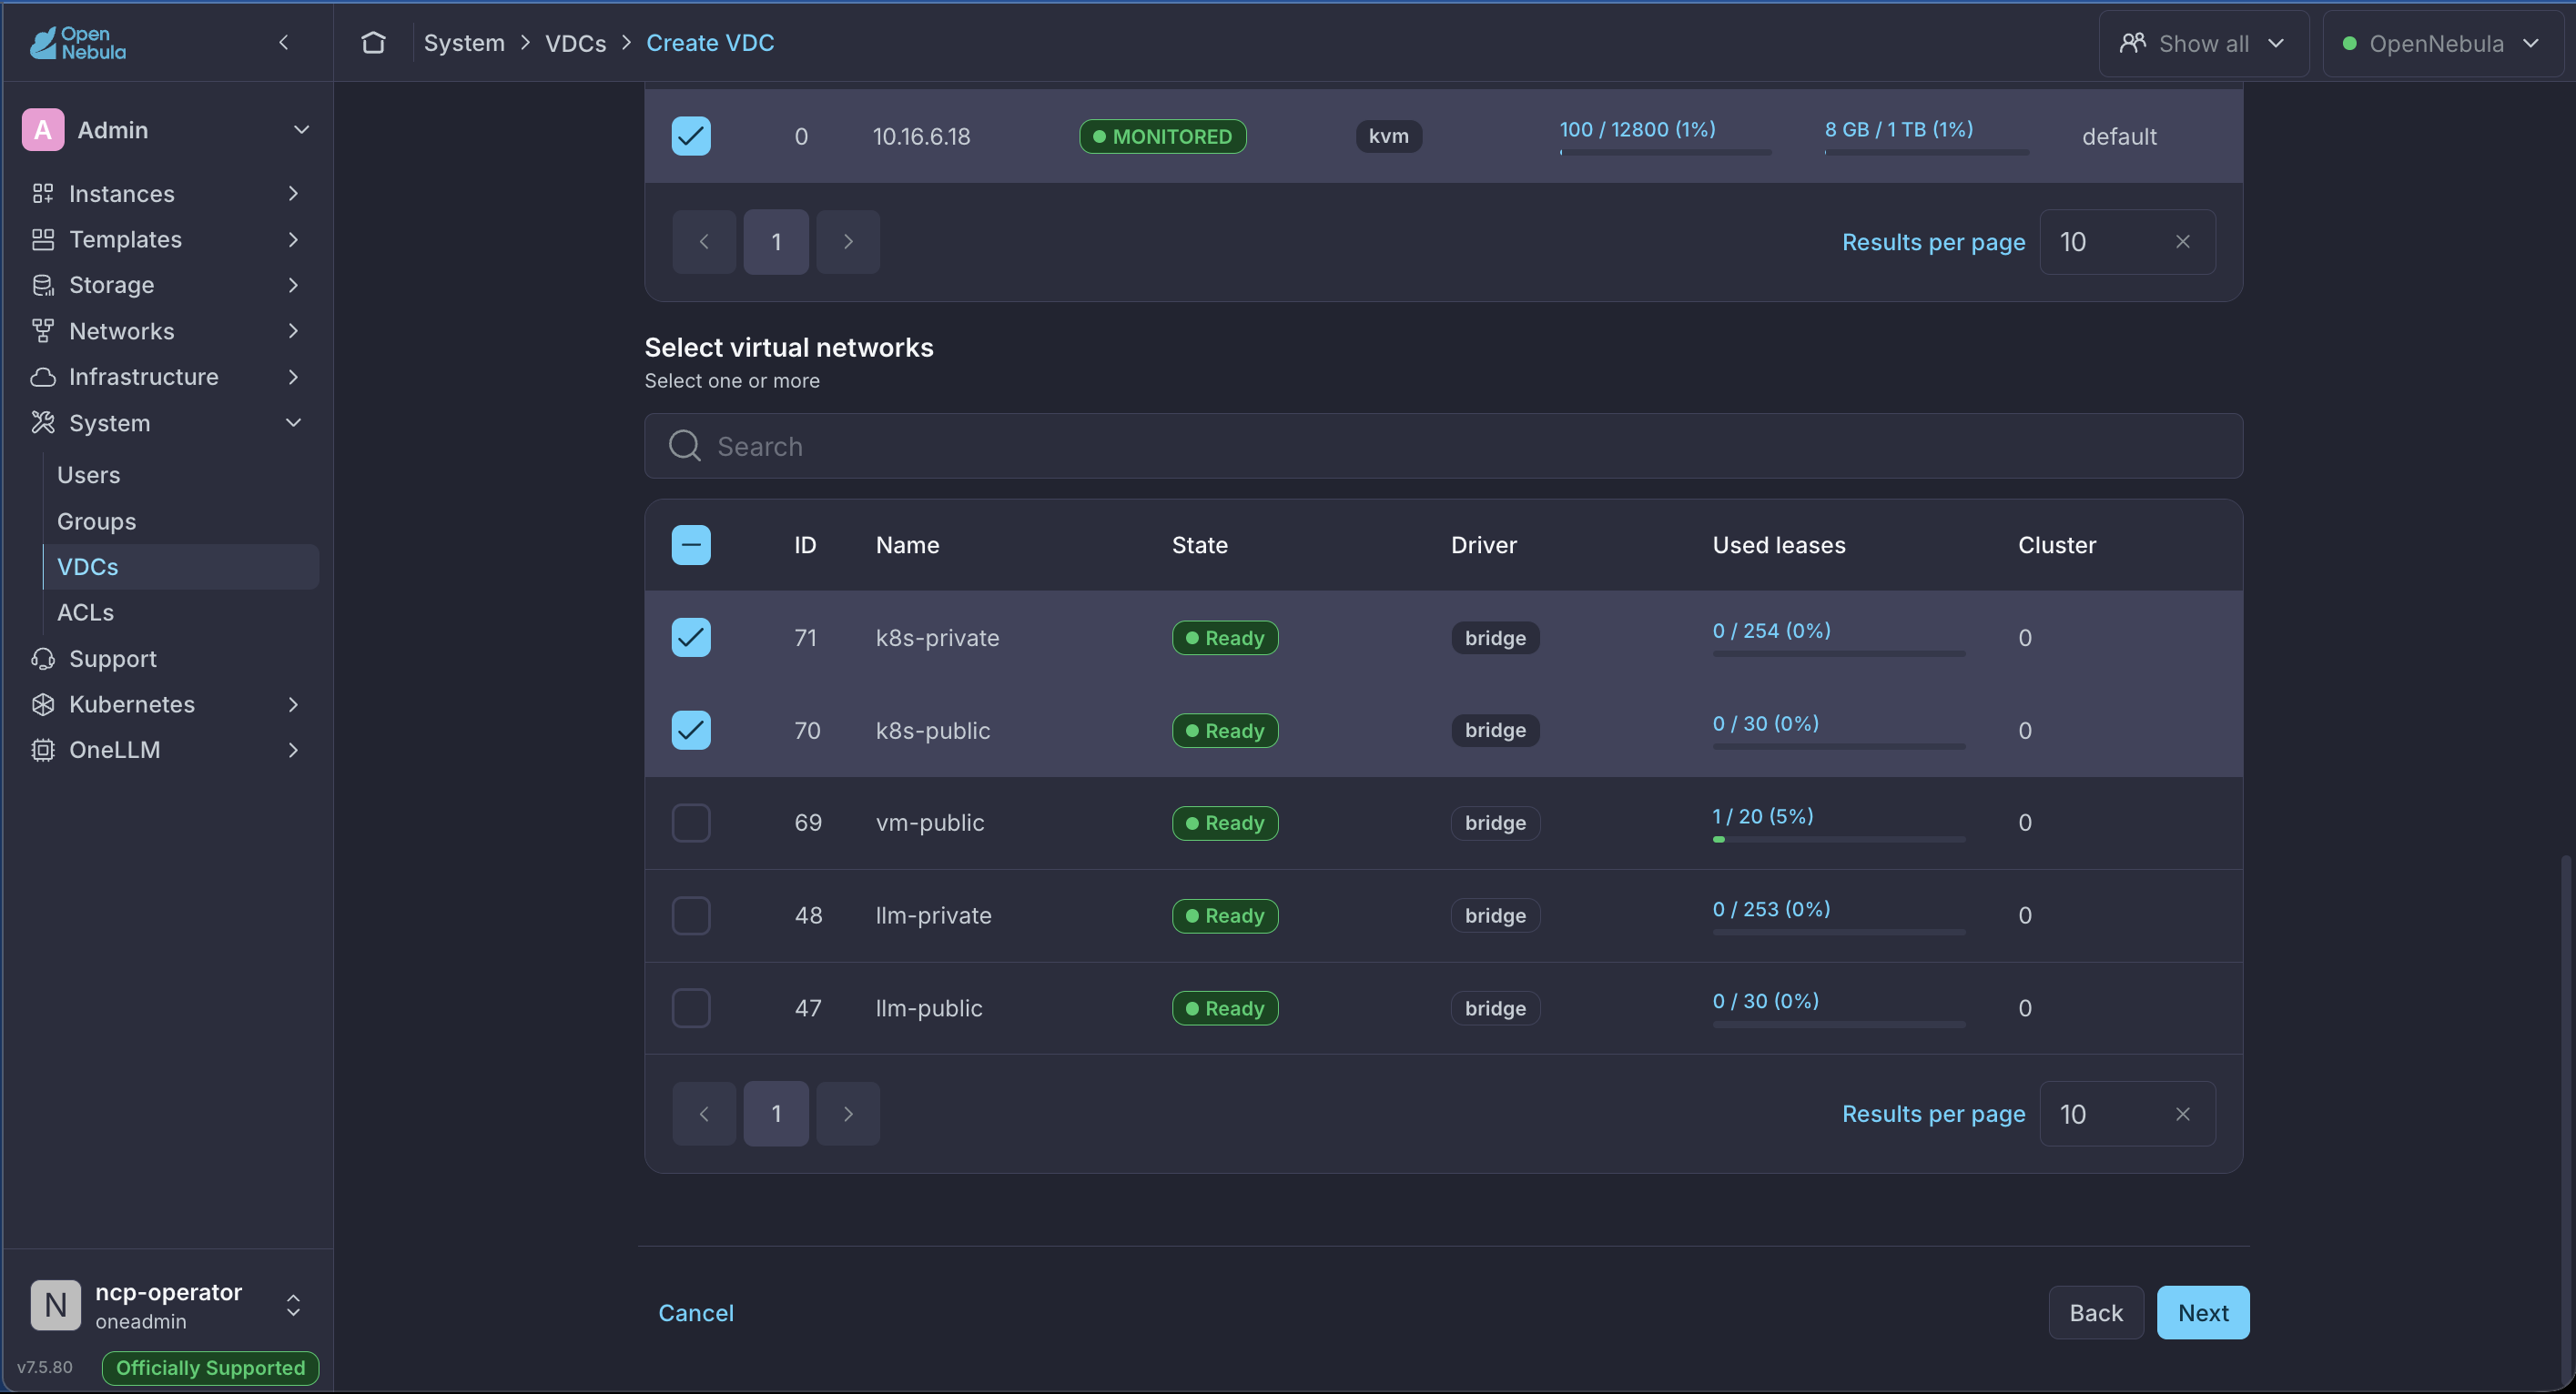 Open
Nebula
System > VDCs > Create VDC
Show all
OpenNebula
A Admin
Instances
Templates
Storage
Networks
Infrastructure
System
Users
Groups
VDCs
ACLs
Support
Kubernetes
OneLLM
N
ncp-operator
oneadmin
v7.5.80 Officially Supported
0 10.16.6.18 MONITORED kvm 100 / 12800 (1%) 8 GB / 1 TB (1%) default
1 Results per page 10
Select virtual networks
Select one or more
Search
ID Name State Driver Used leases Cluster
71 k8s-private Ready bridge 0 / 254 (0%) 0
70 k8s-public Ready bridge 0 / 30 (0%) 0
69 vm-public Ready bridge 1 / 20 (5%) 0
48 llm-private Ready bridge 0 / 253 (0%) 0
47 llm-public Ready bridge 0 / 30 (0%) 0
1 Results per page 10
Cancel Back Next